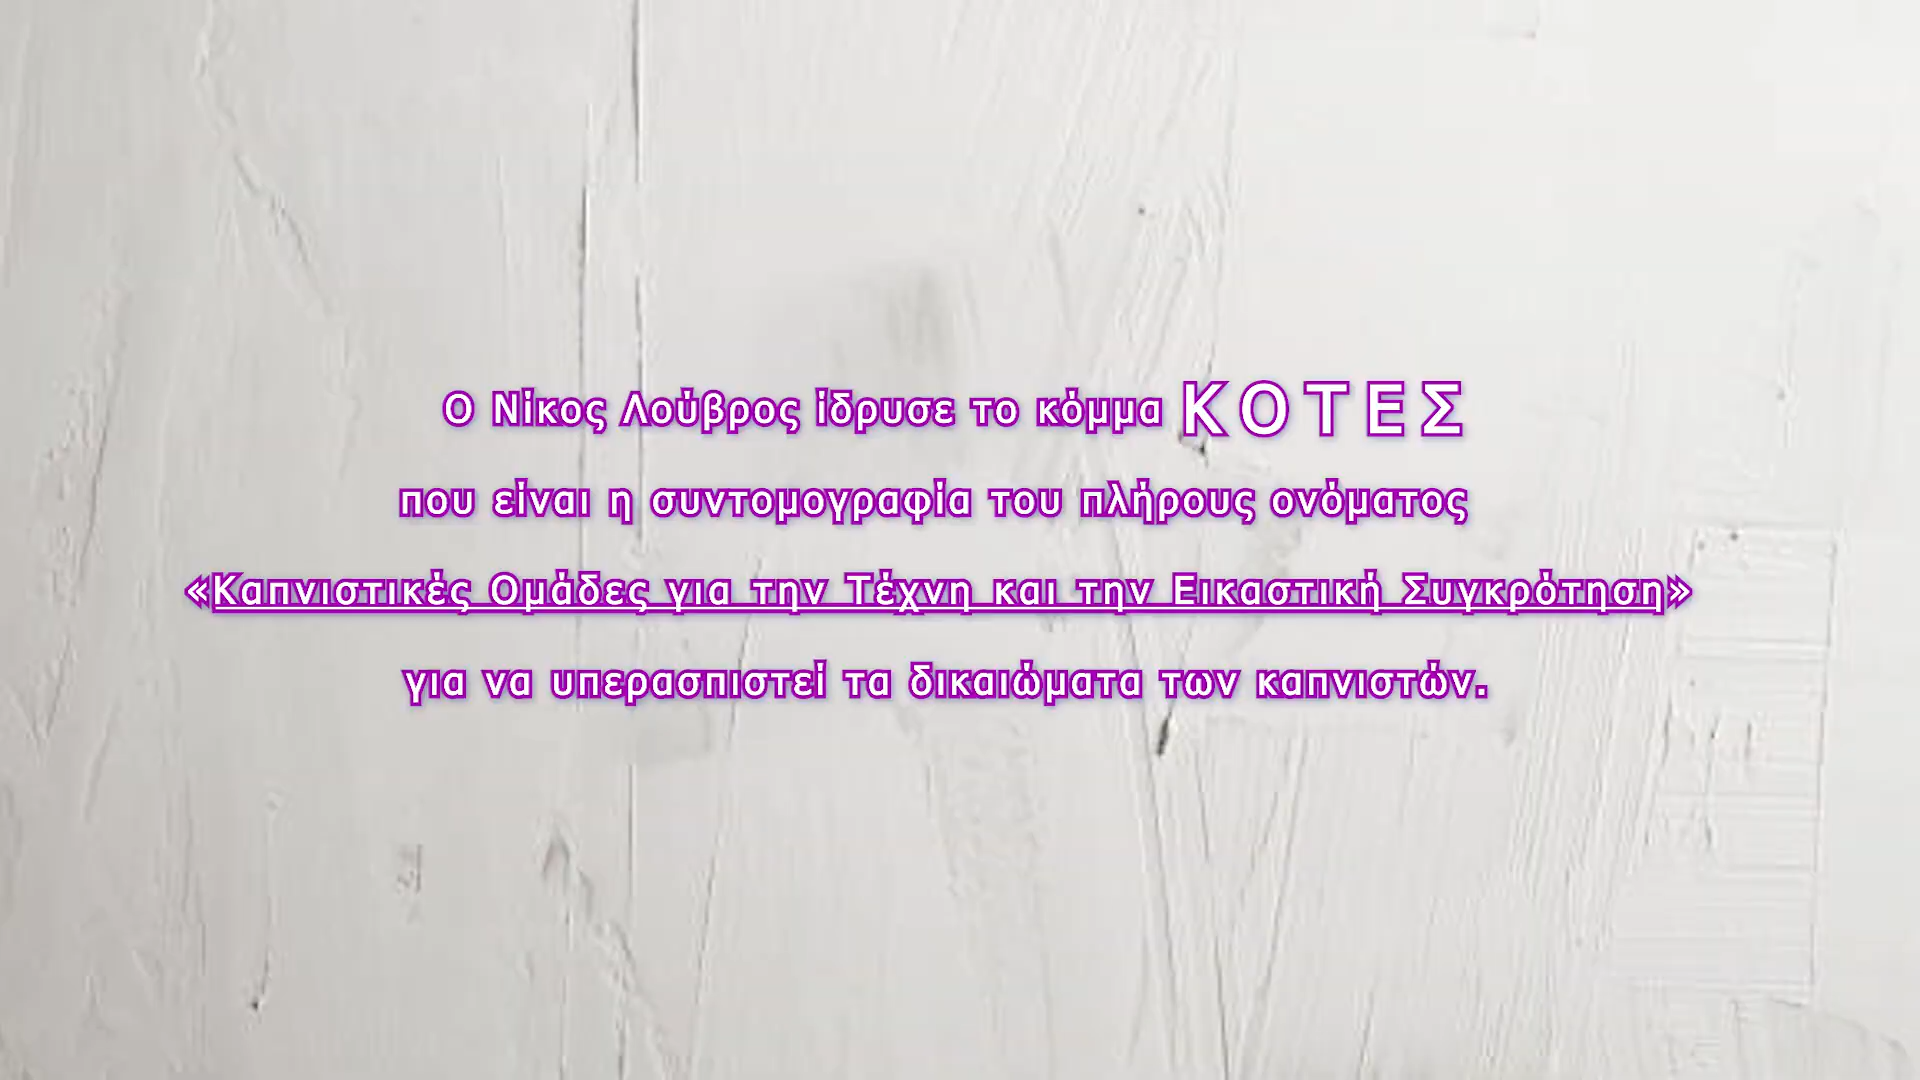 Ο Νίκος Λούβρος ίδρυσε το κόμμα ΚΟΤΕΣ
που είναι η συντομογραφία του πλήρους ονόματος
«Καπνιστικές Ομάδες για την Τέχνη και την Εικαστική Συγκρότηση»
για να υπερασπιστεί τα δικαιώματα των καπνιστών.